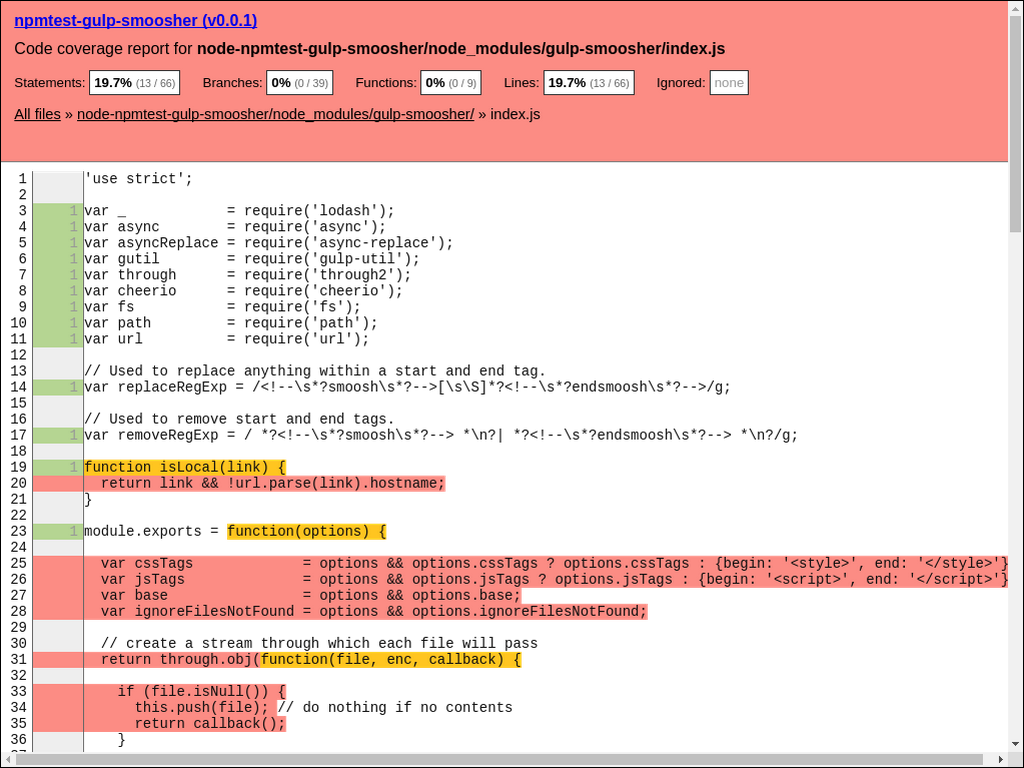 npmtest-gulp-smoosher (v0.0.1)
Code coverage report for node-npmtest-gulp-smoosher/node_modules/gulp-smoosher/index.js
Statements: 19.7% (13 / 66) Branches: 0% (0 / 39) Functions: 0% (0 / 9) Lines: 19.7% (13 / 66) Ignored: none
All files » node-npmtest-gulp-smoosher/node_modules/gulp-smoosher/ » index.js
1 'use strict';
2
3 1 var _            = require('lodash');
4 1 var async        = require('async');
5 1 var asyncReplace = require('async-replace');
6 1 var gutil        = require('gulp-util');
7 1 var through      = require('through2');
8 1 var cheerio      = require('cheerio');
9 1 var fs           = require('fs');
10 1 var path         = require('path');
11 1 var url          = require('url');
12
13 // Used to replace anything within a start and end tag.
14 1 var replaceRegExp = /<!--\s*?smoosh\s*?-->[\s\S]*?<!--\s*?endsmoosh\s*?-->/g;
15
16 // Used to remove start and end tags.
17 1 var removeRegExp = / *?<!--\s*?smoosh\s*?--> *\n?| *?<!--\s*?endsmoosh\s*?--> *\n?/g;
18
19 1 function isLocal(link) {
20   return link && !url.parse(link).hostname;
21 }
22
23 1 module.exports = function(options) {
24
25   var cssTags             = options && options.cssTags ? options.cssTags : {begin: '<style>', end: '</style>'}
26   var jsTags              = options && options.jsTags ? options.jsTags : {begin: '<script>', end: '</script>'}
27   var base                = options && options.base;
28   var ignoreFilesNotFound = options && options.ignoreFilesNotFound;
29
30   // create a stream through which each file will pass
31   return through.obj(function(file, enc, callback) {
32
33     if (file.isNull()) {
34       this.push(file); // do nothing if no contents
35       return callback();
36     }